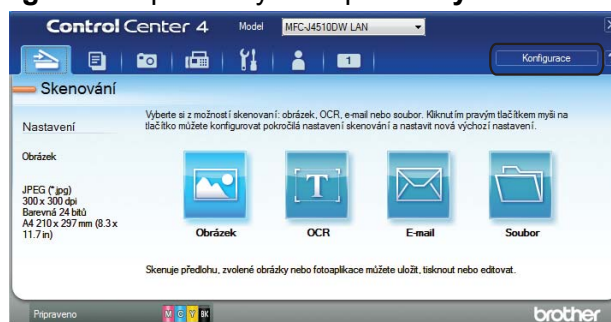 Control Center 4 Model MFC-J4510DW LAN
1 Konfigurace
Skenování
Vyberte si z možností skenovaní: obrázek, OCR, e-mail nebo soubor. Kliknutím pravým tlačítkem myši na
tlačítko můžete konfigurovat pokročilá nastavení skenování a nastavit nová výchozí nastavení.
Nastavení
Obrázek
JPEG (*.jpg)
300 x 300 dpi
Barevná 24 bitů
A4 210 x 297 mm (8.3 x
11.7 in)
T
Obrázek OCR E-mail Soubor
Skenuje předlohu, zvolené obrázky nebo fotoaplikace můžete uložit, tisknout nebo editovat.
Připraveno M C Y BK brother